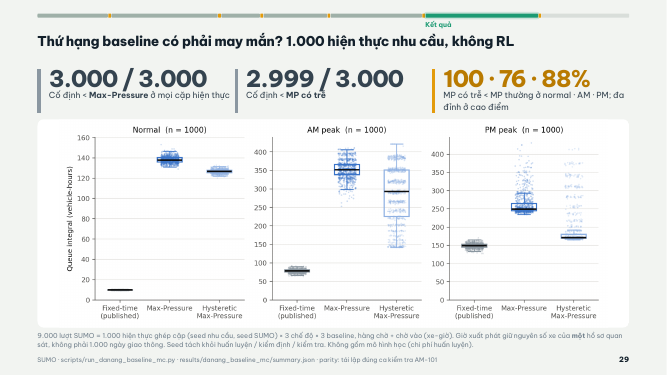 Kết quả
Thứ hạng baseline có phải may mắn? 1.000 hiện thực nhu cầu, không RL
3.000 / 3.000
Cố định < Max-Pressure ở mọi cặp hiện thực
2.999 / 3.000
Cố định < MP có trễ
100 · 76 · 88%
MP có trễ < MP thường ở normal · AM · PM; đa
đỉnh ở cao điểm
Normal (n = 1000)
AM peak (n = 1000)
PM peak (n = 1000)
Queue integral (vehicle-hours)
160
140
120
100
80
60
40
20
0
400
350
300
250
200
150
100
50
0
400
350
300
250
200
150
100
50
0
Fixed-time
(published)
Max-Pressure
Hysteretic
Max-Pressure
Fixed-time
(published)
Max-Pressure
Hysteretic
Max-Pressure
Fixed-time
(published)
Max-Pressure
Hysteretic
Max-Pressure
9.000 lượt SUMO = 1.000 hiện thực ghép cặp (seed nhu cầu, seed SUMO) × 3 chế độ × 3 baseline, hàng chờ + chờ vào (xe-giờ). Giờ xuất phát giữ nguyên số xe của một hồ sơ quan
sát, không phải 1.000 ngày giao thông. Seed tách khỏi huấn luyện / kiểm định / kiểm tra. Không gồm mô hình học (chi phí huấn luyện).
SUMO · scripts/run_danang_baseline_mc.py · results/danang_baseline_mc/summary.json · parity: tái lập đúng ca kiểm tra AM-101
29